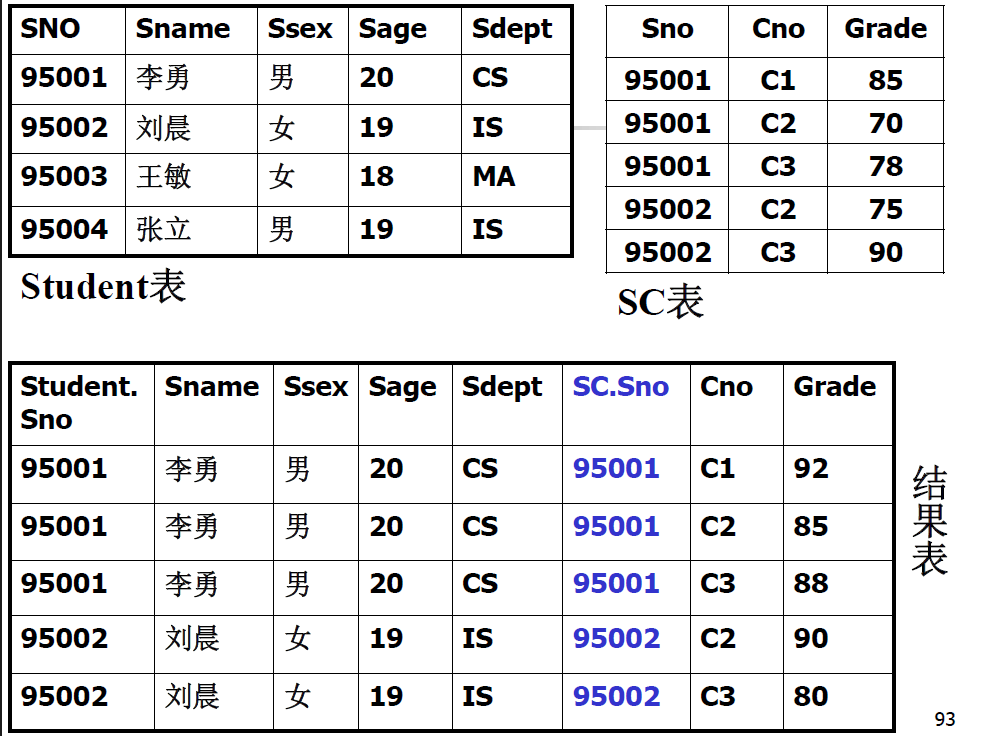 SNO Sname Ssex Sage Sdept
95001 李勇 男 20 CS
95002 刘晨 女 19 IS
95003 王敏 女 18 MA
95004 张立 男 19 IS
Student表
Sno Cno Grade
95001 C1 85
95001 C2 70
95001 C3 78
95002 C2 75
95002 C3 90
SC表
Student. Sname Ssex Sage Sdept SC.Sno Cno Grade
Sno
95001 李勇 男 20 CS 95001 C1 92
95001 李勇 男 20 CS 95001 C2 85
95001 李勇 男 20 CS 95001 C3 88
95002 刘晨 女 19 IS 95002 C2 90
95002 刘晨 女 19 IS 95002 C3 80
结果表
93